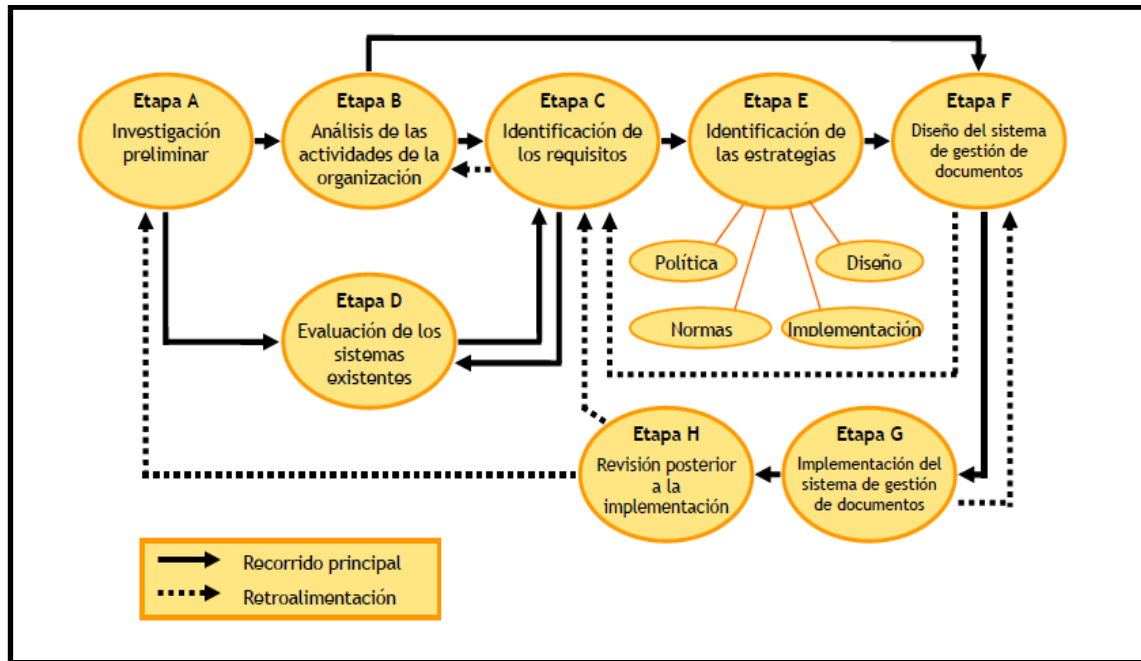 Etapa A
Investigación
preliminar
Etapa B
Análisis de las
actividades de la
organización
Etapa C
Identificación de
los requisitos
Etapa E
Identificación de
las estrategias
Etapa F
Diseño del sistema
de gestión de
documentos
Política
Diseño
Normas
Implementación
Etapa D
Evaluación de los
sistemas
existentes
Etapa H
Revisión posterior
a la
implementación
Etapa G
Implementación del
sistema de gestión
de documentos
Recorrido principal
Retroalimentación